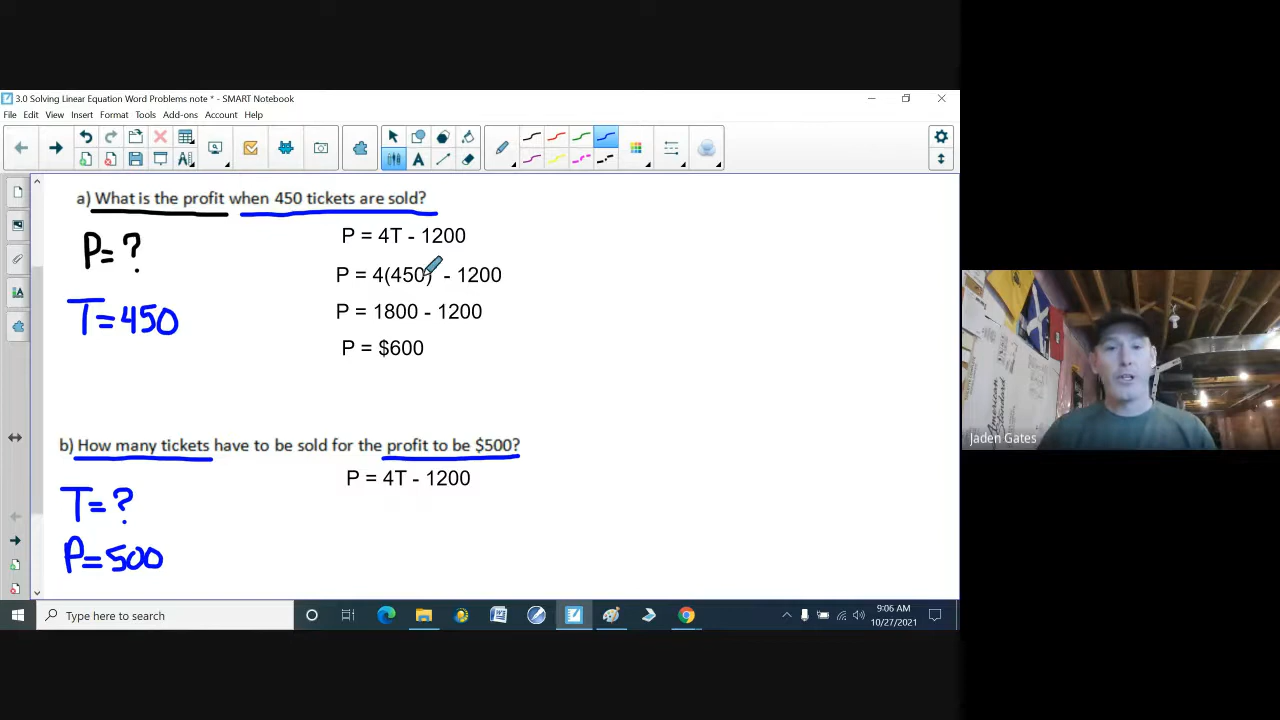 3.0 Solving Linear Equation Word Problems note * - SMART Notebook
File Edit View Insert Format Tools Add-ons Account Help
a) What is the profit when 450 tickets are sold?
P = 4T - 1200
P = ?
P = 4(450) - 1200
T = 450
P = 1800 - 1200
P = $600
b) How many tickets have to be sold for the profit to be $500?
P = 4T - 1200
T = ?
P = 500
American Standard
Jaden Gates
Type here to search
9:06 AM
10/27/2021